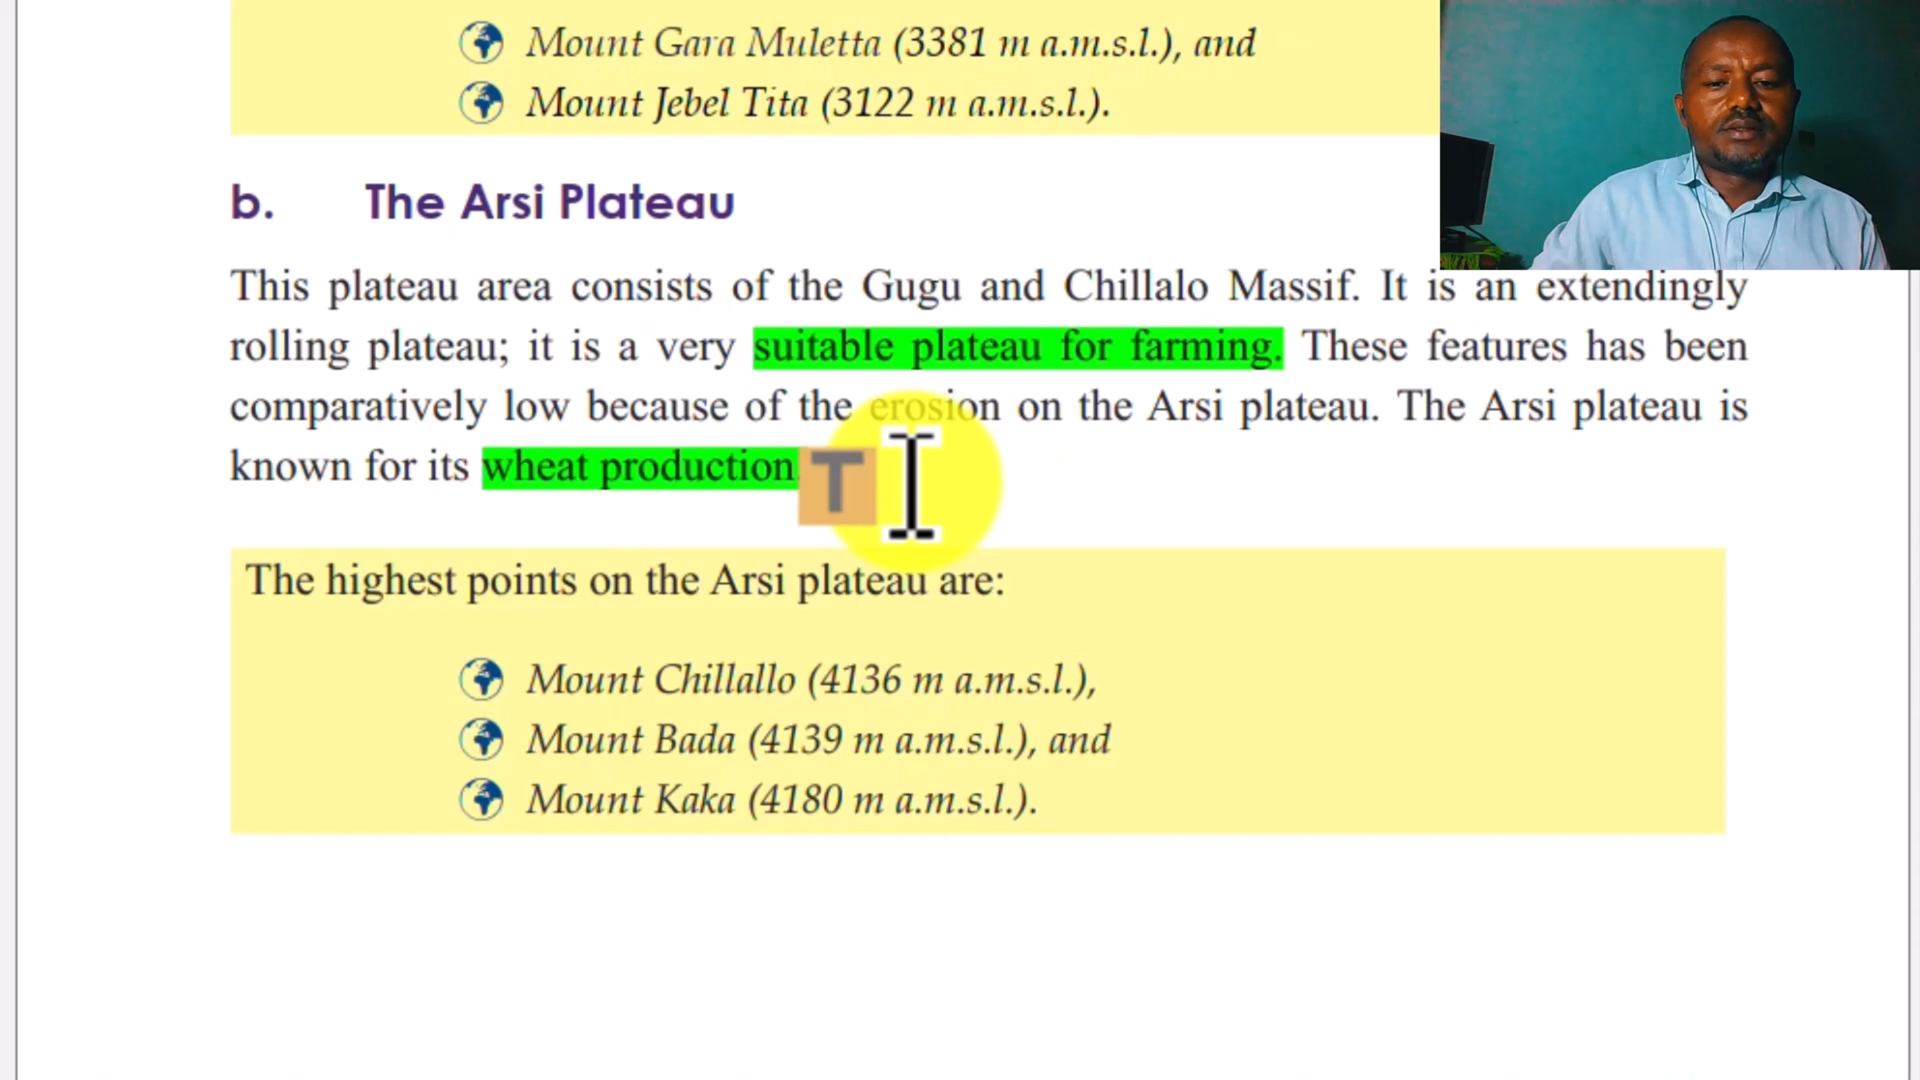 Mount Gara Muletta (3381 m a.m.s.l.), and
Mount Jebel Tita (3122 m a.m.s.l.).
b. The Arsi Plateau
This plateau area consists of the Gugu and Chillalo Massif. It is an extendingly
rolling plateau; it is a very suitable plateau for farming. These features has been
comparatively low because of the erosion on the Arsi plateau. The Arsi plateau is
known for its wheat production.
T
The highest points on the Arsi plateau are:
Mount Chillallo (4136 m a.m.s.l.),
Mount Bada (4139 m a.m.s.l.), and
Mount Kaka (4180 m a.m.s.l.).